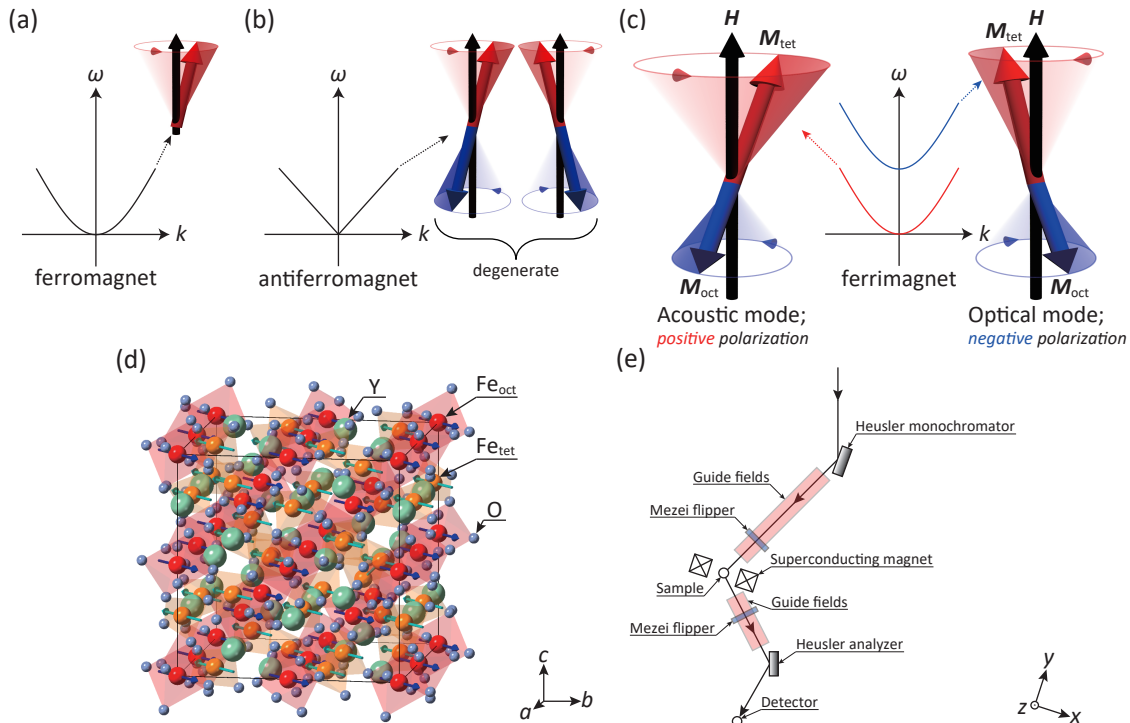 (a)
ω
k
ferromagnet
(b)
ω
k
antiferromagnet
degenerate
(c)
H
M_tet
M_oct
Acoustic mode;
positive polarization
ω
k
ferrimagnet
M_tet
H
M_oct
Optical mode;
negative polarization
(d)
Y
Fe_oct
Fe_tet
O
c
b
a
(e)
Heusler monochromator
Guide fields
Mezei flipper
Superconducting magnet
Sample
Guide fields
Mezei flipper
Heusler analyzer
Detector
y
z
x